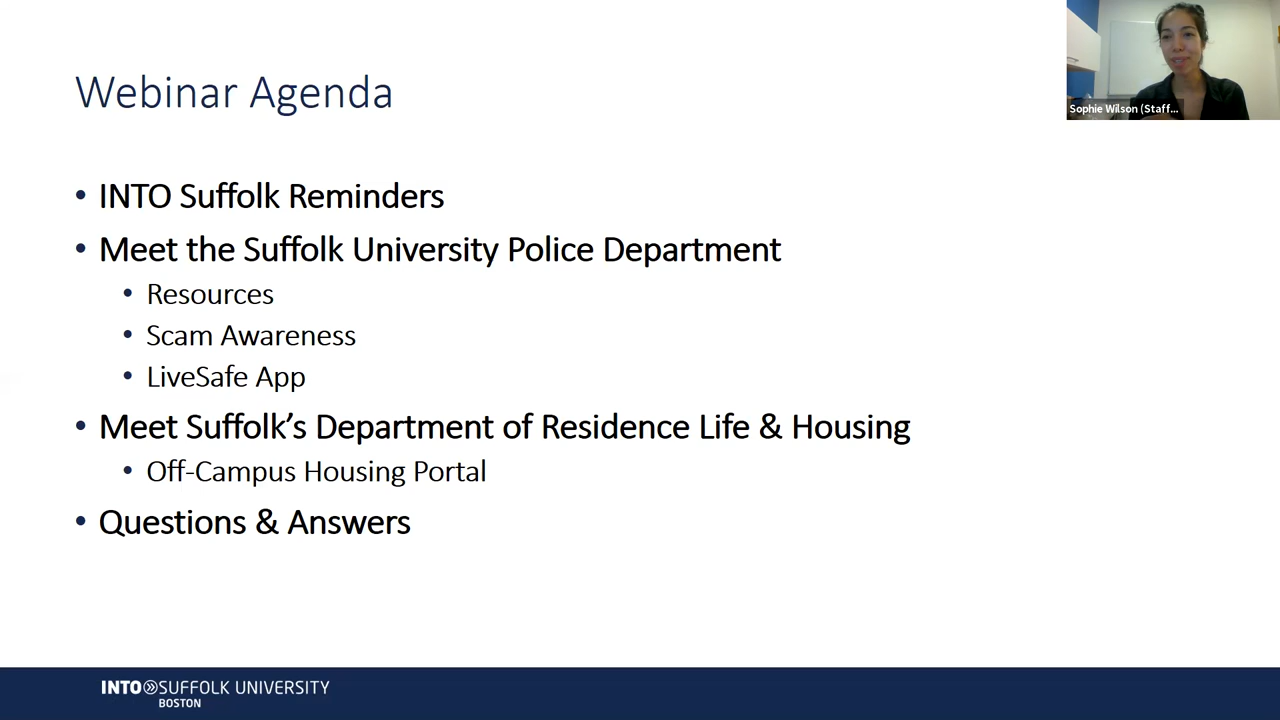 Webinar Agenda
Sophie Wilson (Staff...
• INTO Suffolk Reminders
• Meet the Suffolk University Police Department
• Resources
• Scam Awareness
• LiveSafe App
• Meet Suffolk’s Department of Residence Life & Housing
• Off-Campus Housing Portal
• Questions & Answers
INTO SUFFOLK UNIVERSITY
BOSTON